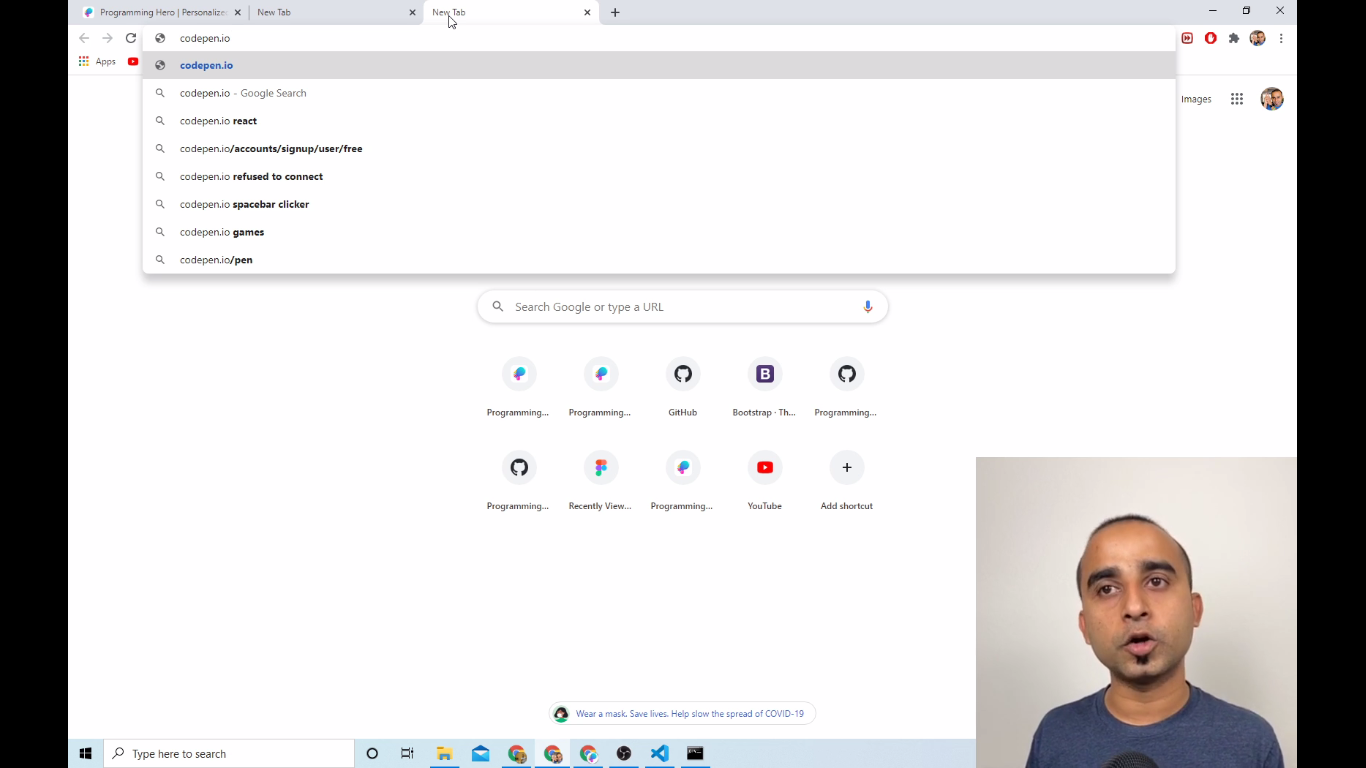 Programming Hero | Personalize
New Tab
New Tab
codepen.io
Apps
codepen.io
codepen.io - Google Search
codepen.io react
codepen.io/accounts/signup/user/free
codepen.io refused to connect
codepen.io spacebar clicker
codepen.io games
codepen.io/pen
Images
Search Google or type a URL
Programming... Programming... GitHub Bootstrap · Th... Programming...
Programming... Recently View... Programming... YouTube Add shortcut
Wear a mask. Save lives. Help slow the spread of COVID-19
Type here to search